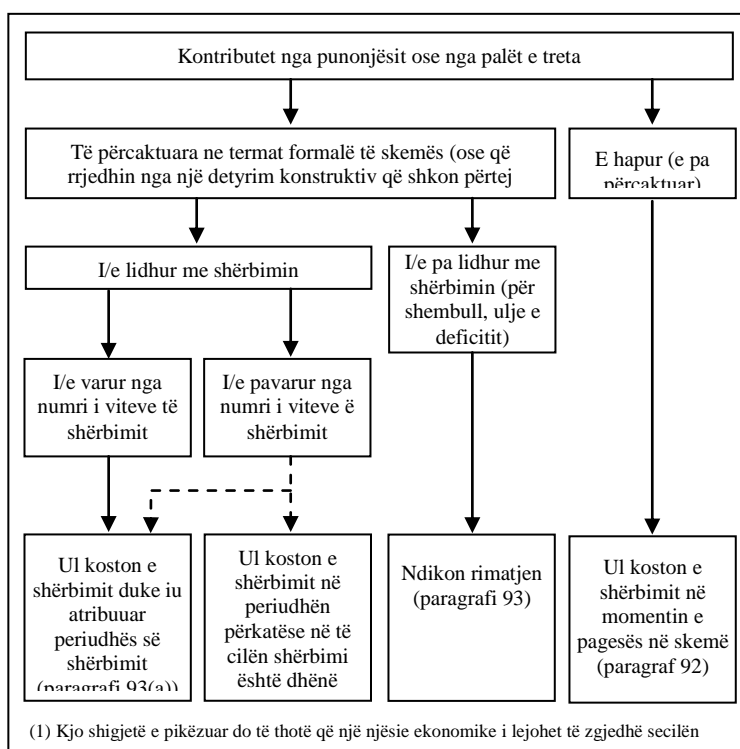 Kontributet nga punonjësit ose nga palët e treta
Të përcaktuara ne termat formalë të skemës (ose që
rrjedhin nga një detyrim konstruktiv që shkon përtej
E hapur (e pa
përcaktuar)
I/e lidhur me shërbimin
I/e pa lidhur me
shërbimin (për
shembull, ulje e
deficitit)
I/e varur nga
numri i viteve të
shërbimit
I/e pavarur nga
numri i viteve ë
shërbimit
Ul koston e
shërbimit duke iu
atribuuar
periudhës së
shërbimit
(paragrafi 93(a))
Ul koston e
shërbimit në
periudhën
përkatëse në të
cilën shërbimi
është dhënë
Ndikon rimatjen
(paragrafi 93)
Ul koston e
shërbimit në
momentin e
pagesës në skemë
(paragraf 92)
(1) Kjo shigjetë e pikëzuar do të thotë që një njësie ekonomike i lejohet të zgjedhë secilën